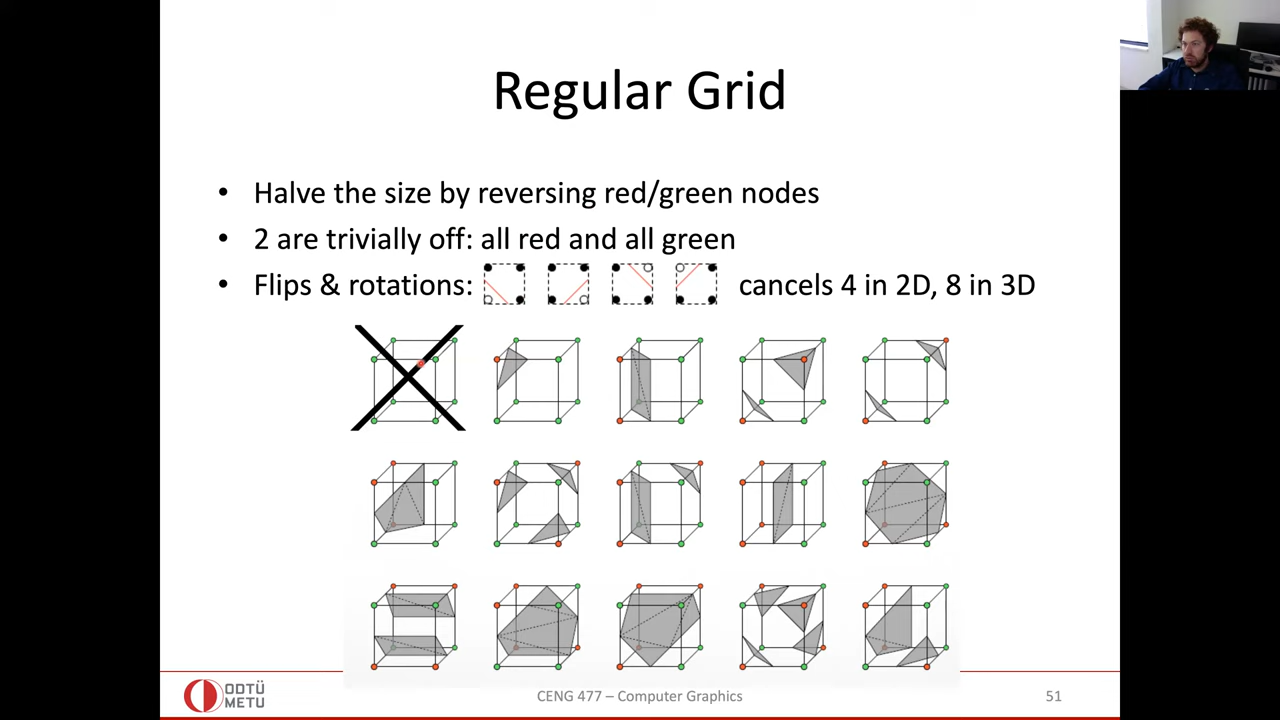 Regular Grid
• Halve the size by reversing red/green nodes
• 2 are trivially off: all red and all green
• Flips & rotations: cancels 4 in 2D, 8 in 3D
ODTÜ
METU
CENG 477 – Computer Graphics
51